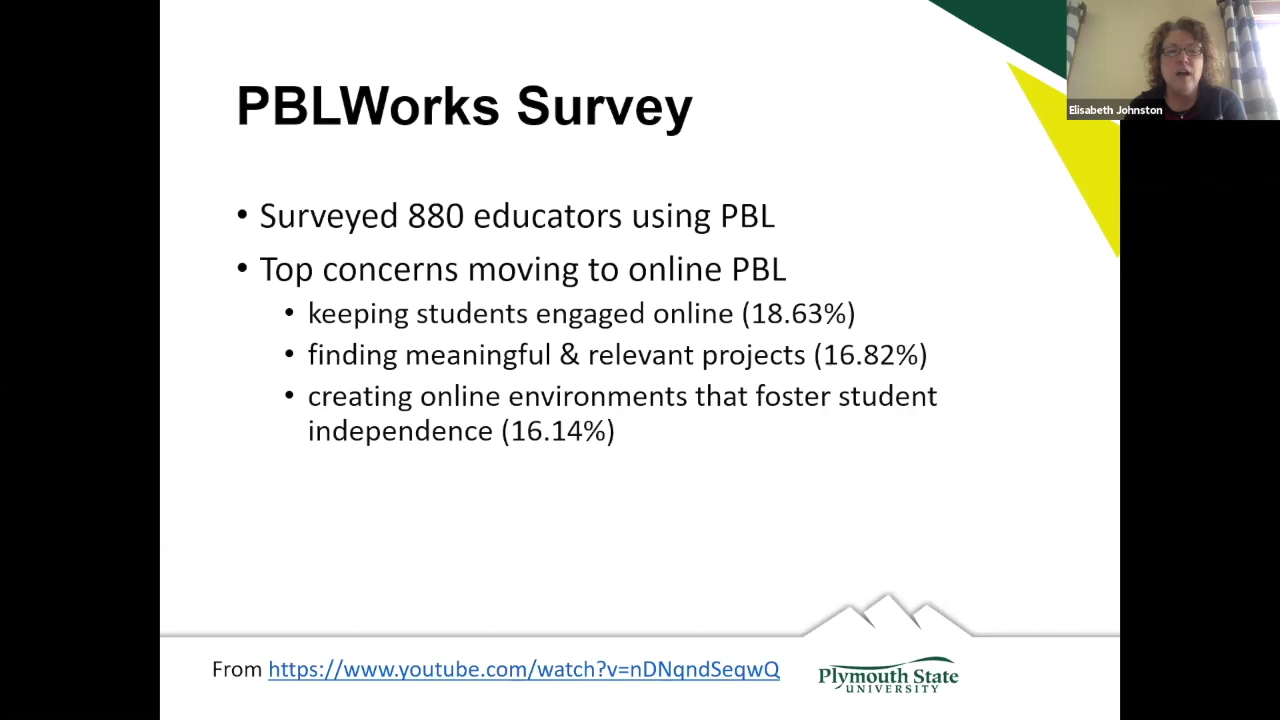 PBLWorks Survey
Elisabeth Johnston
• Surveyed 880 educators using PBL
• Top concerns moving to online PBL
• keeping students engaged online (18.63%)
• finding meaningful & relevant projects (16.82%)
• creating online environments that foster student
independence (16.14%)
From https://www.youtube.com/watch?v=nDNqndSeqwQ
Plymouth State
UNIVERSITY